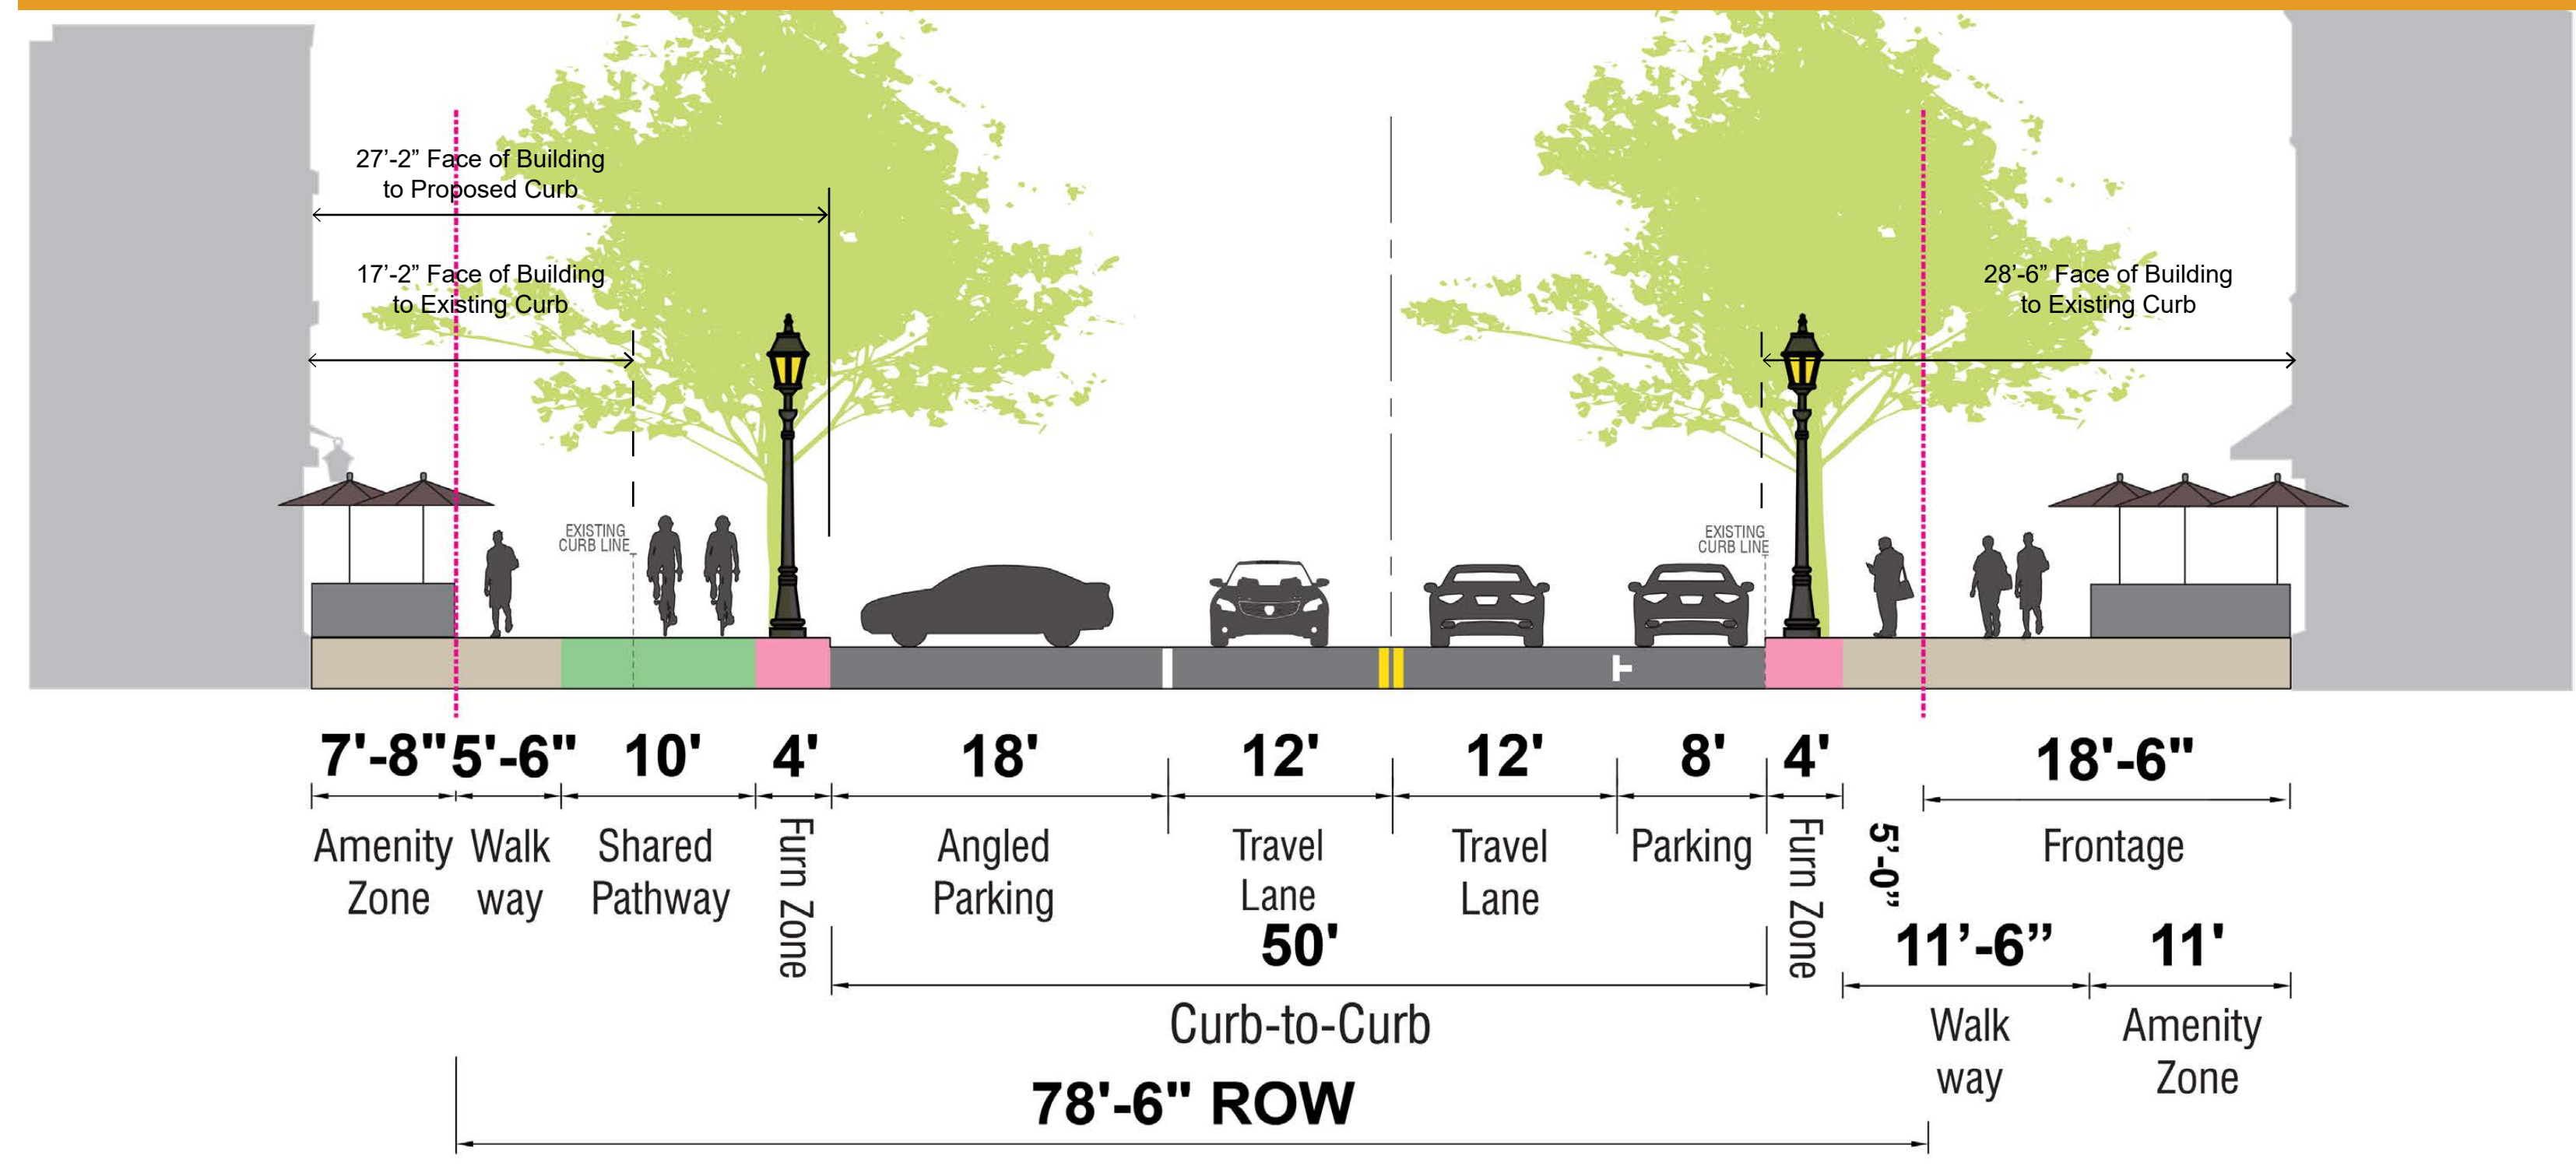 27’-2” Face of Building
to Proposed Curb
17’-2” Face of Building
to Existing Curb
28’-6” Face of Building
to Existing Curb
EXISTING
CURB LINE
EXISTING
CURB LINE
7'-8" 5'-6" 10' 4' 18' 12' 12' 8' 4' 18'-6"
Amenity
Zone
Walk
way
Shared
Pathway
Furn Zone
Angled
Parking
Travel
Lane
Travel
Lane
Parking
Furn Zone
5’-0”
Frontage
50'
Curb-to-Curb
11’-6” 11'
Walk
way
Amenity
Zone
78'-6" ROW